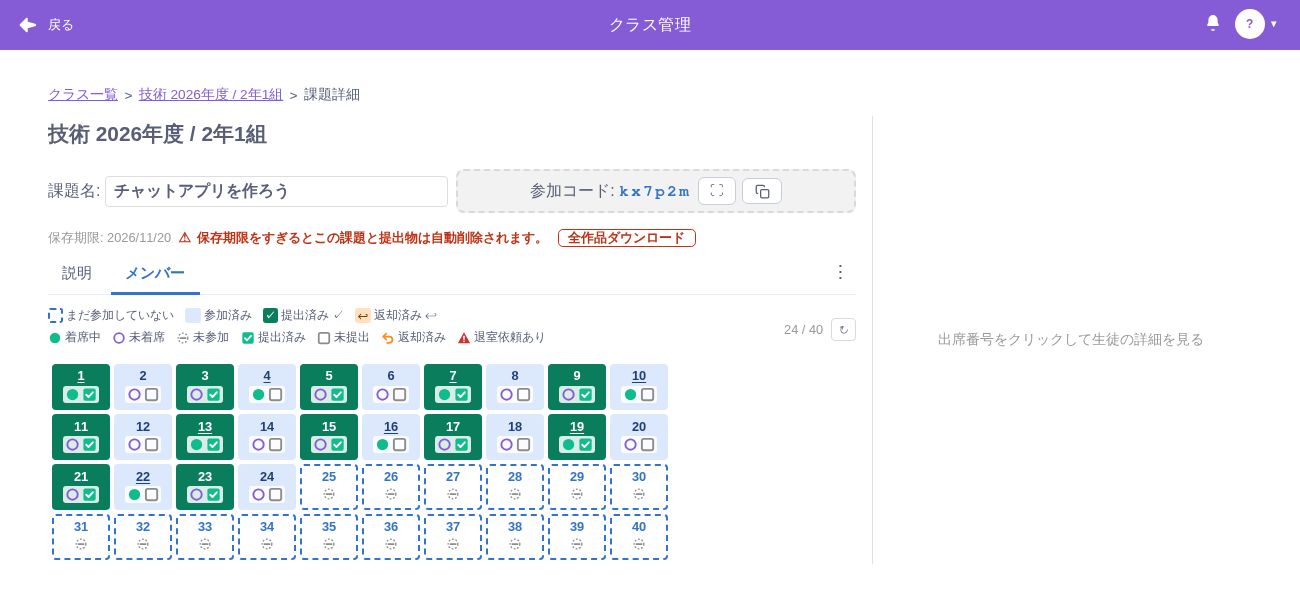 戻る クラス管理 ? ▼
クラス一覧 > 技術 2026年度 / 2年1組 > 課題詳細
技術 2026年度 / 2年1組
課題名: チャットアプリを作ろう 参加コード: kx7p2m
保存期限: 2026/11/20 ⚠ 保存期限をすぎるとこの課題と提出物は自動削除されます。 全作品ダウンロード
説明 メンバー ⋮
まだ参加していない 参加済み ✓ 提出済み ✓ ↩ 返却済み ↩
着席中 未着席 未参加 提出済み 未提出 返却済み 退室依頼あり
24 / 40 ↻
出席番号をクリックして生徒の詳細を見る
1 2 3 4 5 6 7 8 9 10
11 12 13 14 15 16 17 18 19 20
21 22 23 24 25 26 27 28 29 30
31 32 33 34 35 36 37 38 39 40